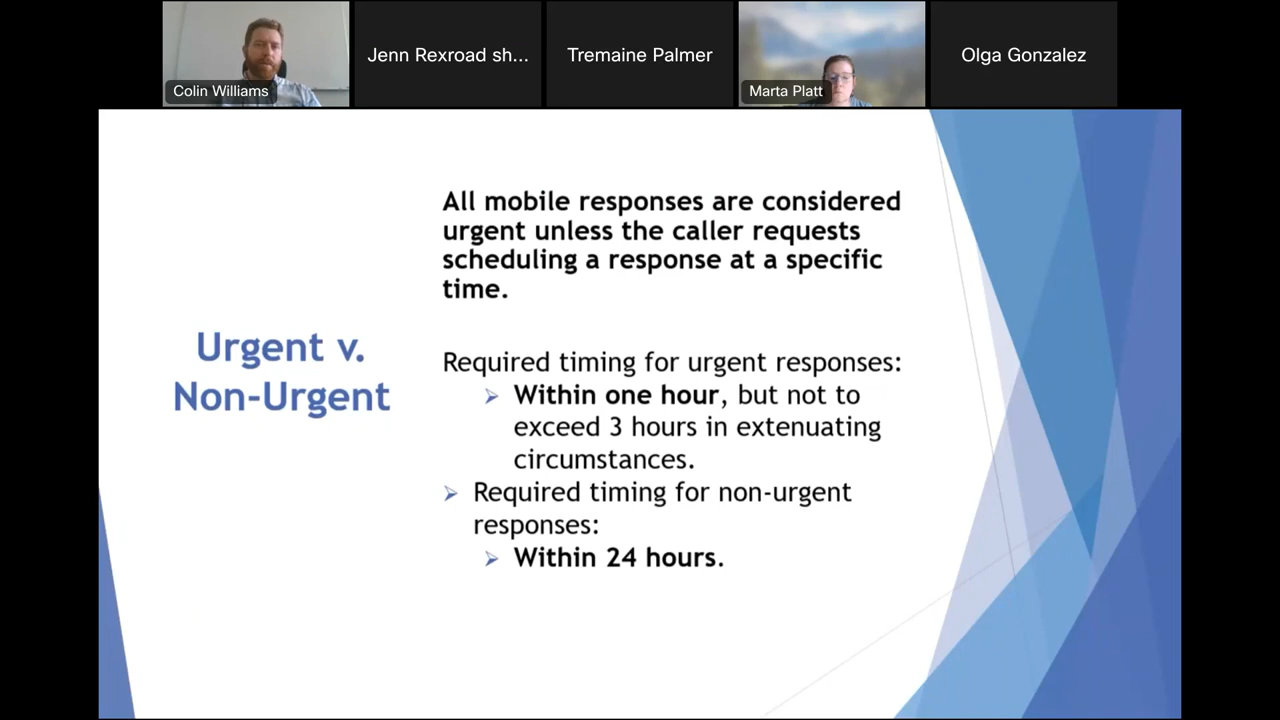 Colin Williams
Jenn Rexroad sh...
Tremaine Palmer
Marta Platt
Olga Gonzalez
Urgent v.
Non-Urgent
All mobile responses are considered
urgent unless the caller requests
scheduling a response at a specific
time.
Required timing for urgent responses:
Within one hour, but not to
exceed 3 hours in extenuating
circumstances.
Required timing for non-urgent
responses:
Within 24 hours.